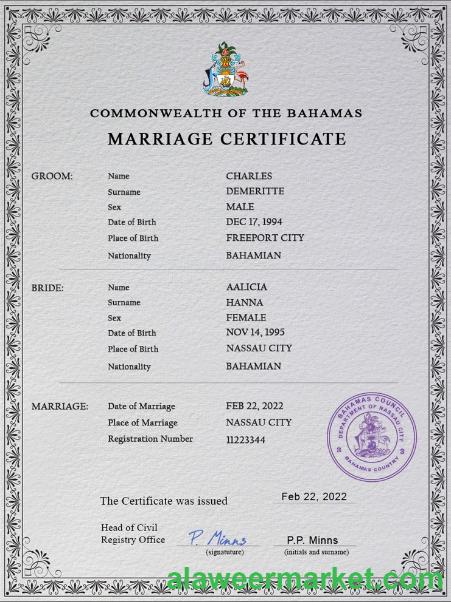 COMMONWEALTH OF THE BAHAMAS
MARRIAGE CERTIFICATE
GROOM: Name CHARLES
Surname DEMERITTE
Sex MALE
Date of Birth DEC 17, 1994
Place of Birth FREEPORT CITY
Nationality BAHAMIAN
BRIDE: Name AALICIA
Surname HANNA
Sex FEMALE
Date of Birth NOV 14, 1995
Place of Birth NASSAU CITY
Nationality BAHAMIAN
MARRIAGE: Date of Marriage FEB 22, 2022
Place of Marriage NASSAU CITY
Registration Number 11223344
BAHAMAS COUNCIL
DEPARTMENT OF NASSAU CITY
BAHAMAS COUNTRY
The Certificate was issued Feb 22, 2022
Head of Civil
Registry Office P. Minns P.P. Minns
(signatuture) (initials and surname)
alaweermarket.com